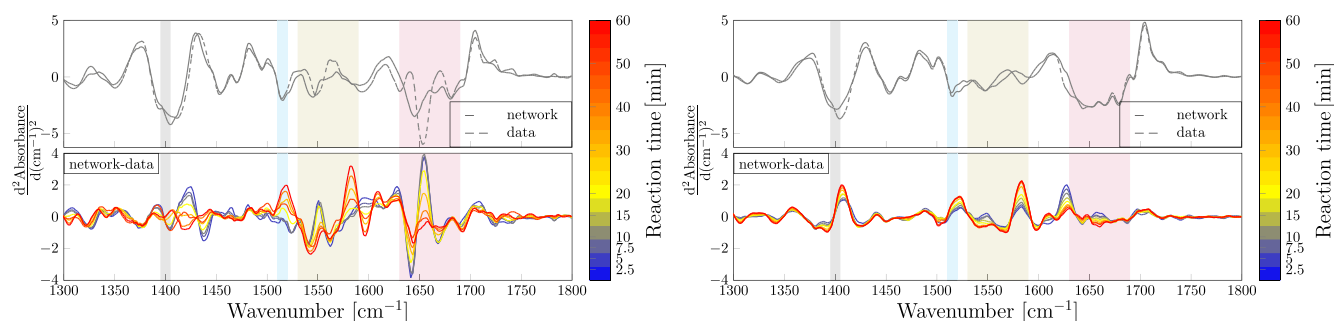 5
0
−5
d²Absorbance
d(cm⁻¹)²
network
data
network-data
4
2
0
−2
−4
1300 1350 1400 1450 1500 1550 1600 1650 1700 1750 1800
Wavenumber [cm⁻¹]
60
50
40
30
20
15
10
7.5
5
2.5
Reaction time [min]
5
0
−5
d²Absorbance
d(cm⁻¹)²
network
data
network-data
4
2
0
−2
−4
1300 1350 1400 1450 1500 1550 1600 1650 1700 1750 1800
Wavenumber [cm⁻¹]
60
50
40
30
20
15
10
7.5
5
2.5
Reaction time [min]